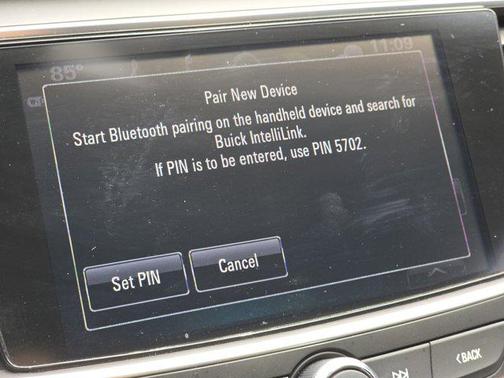 85° 11:09
Pair New Device
Start Bluetooth pairing on the handheld device and search for
Buick IntelliLink.
If PIN is to be entered, use PIN 5702.
Set PIN Cancel
BACK